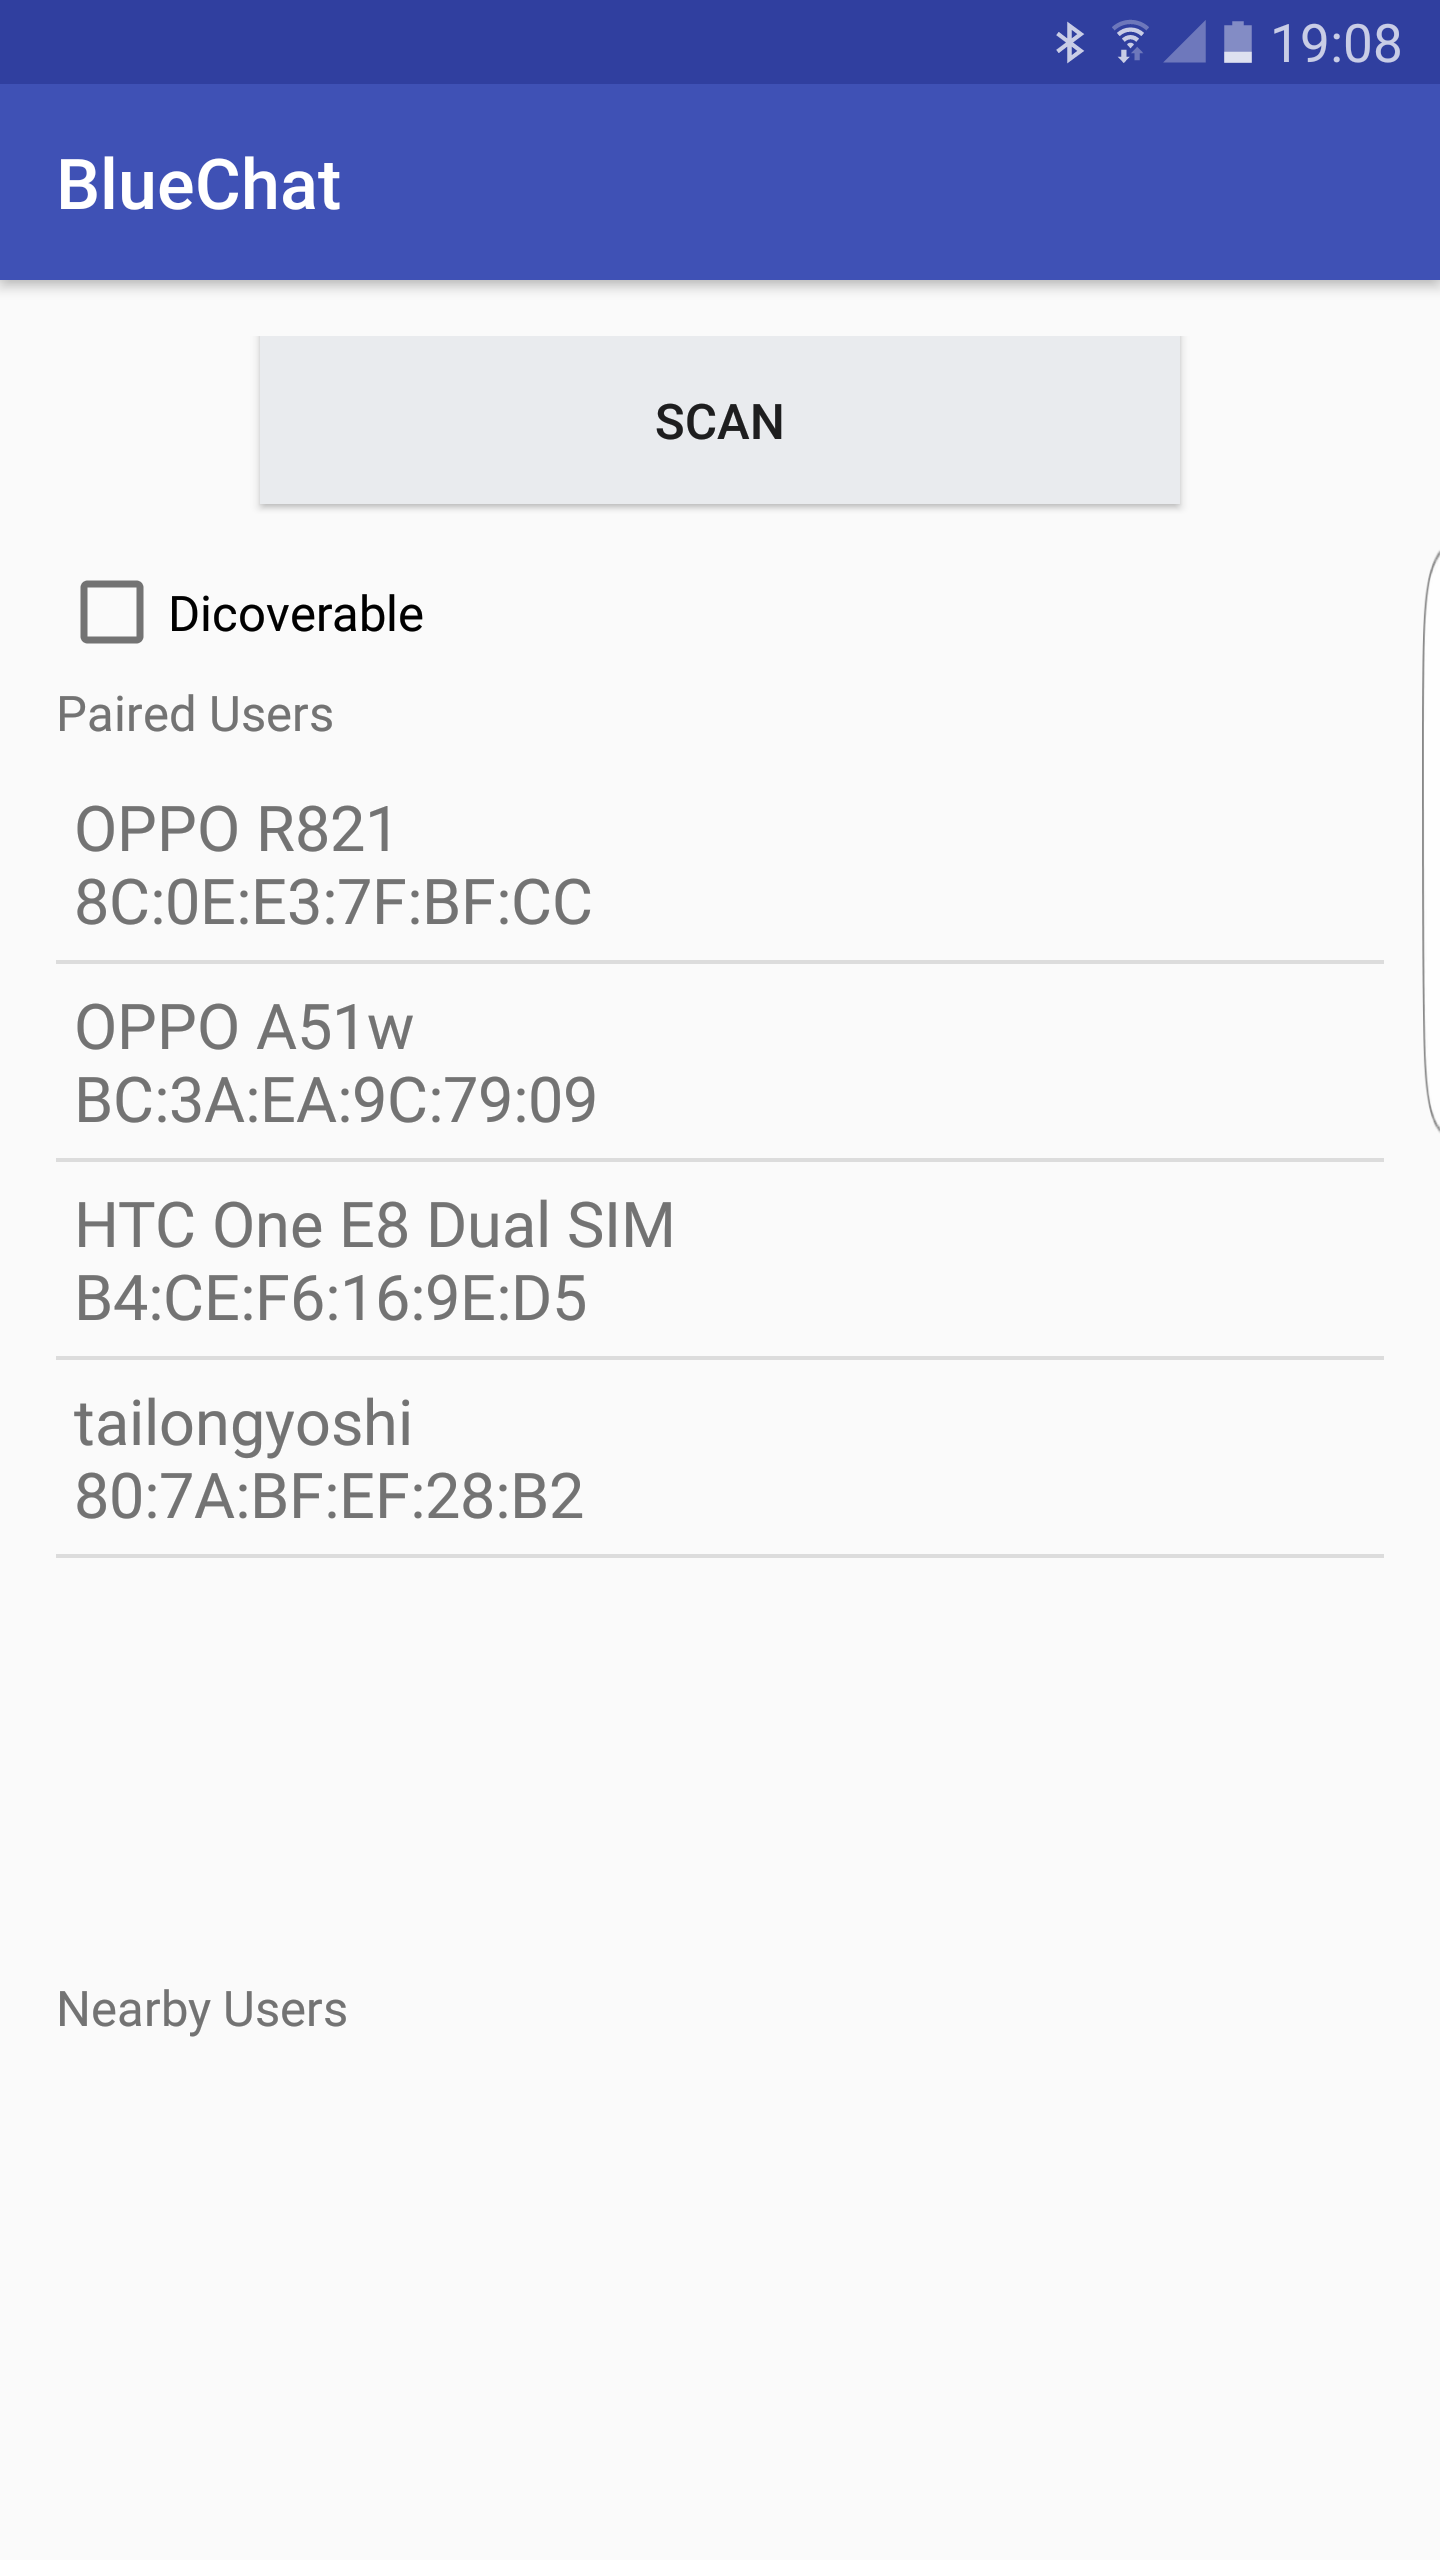 19:08
BlueChat
SCAN
Dicoverable
Paired Users
OPPO R821
8C:0E:E3:7F:BF:CC
OPPO A51w
BC:3A:EA:9C:79:09
HTC One E8 Dual SIM
B4:CE:F6:16:9E:D5
tailongyoshi
80:7A:BF:EF:28:B2
Nearby Users